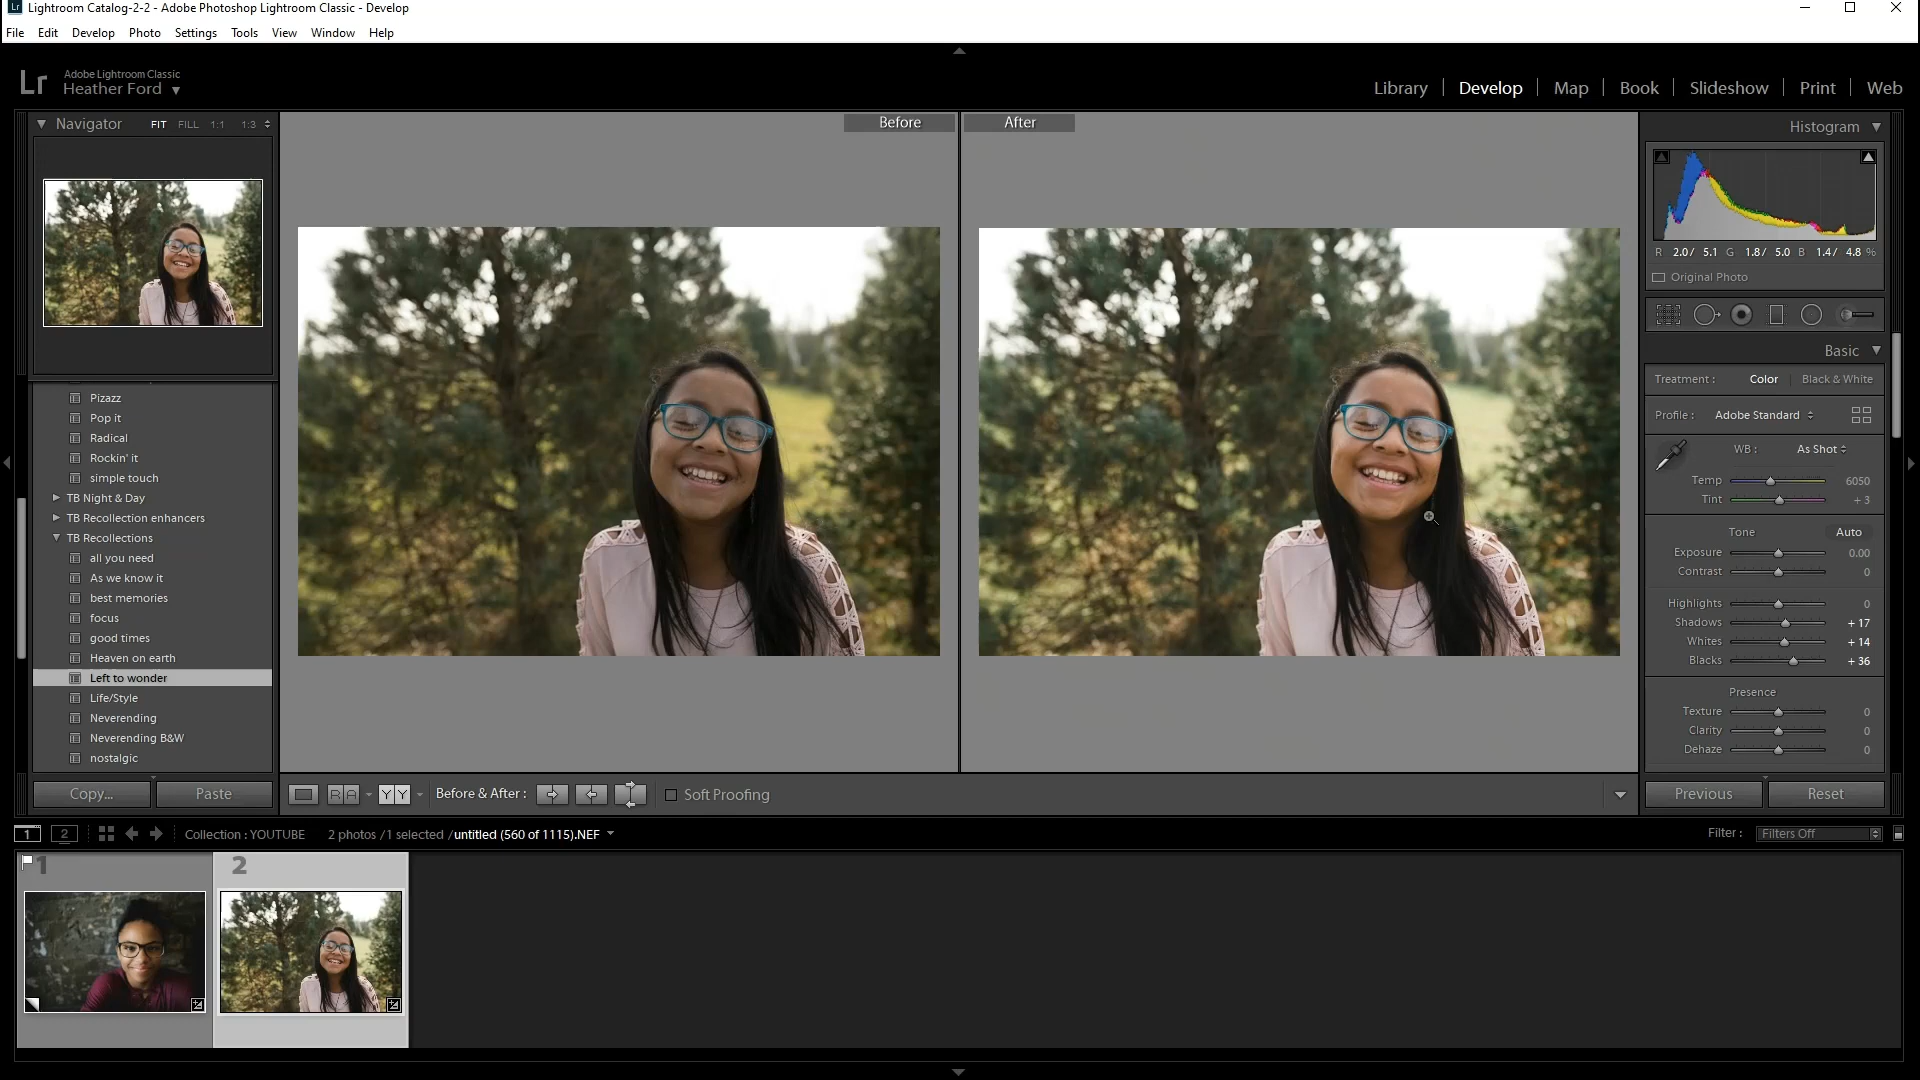 Lr Lightroom Catalog-2-2 - Adobe Photoshop Lightroom Classic - Develop
File Edit Develop Photo Settings Tools View Window Help
Lr Adobe Lightroom Classic
Heather Ford
Library Develop Map Book Slideshow Print Web
Navigator FIT FILL 1:1 1:3
Before After
Histogram
R 2.0/ 5.1 G 1.8/ 5.0 B 1.4/ 4.8 %
Original Photo
Basic
Treatment : Color Black & White
Profile : Adobe Standard
WB : As Shot
Temp 6050
Tint + 3
Tone Auto
Exposure 0.00
Contrast 0
Highlights 0
Shadows + 17
Whites + 14
Blacks + 36
Presence
Texture 0
Clarity 0
Dehaze 0
Pizazz
Pop it
Radical
Rockin' it
simple touch
TB Night & Day
TB Recollection enhancers
TB Recollections
all you need
As we know it
best memories
focus
good times
Heaven on earth
Left to wonder
Life/Style
Neverending
Neverending B&W
nostalgic
Copy... Paste
R A Y Y Before & After : Soft Proofing
Previous Reset
1 2 Collection : YOUTUBE 2 photos /1 selected /untitled (560 of 1115).NEF
Filter : Filters Off
1 2